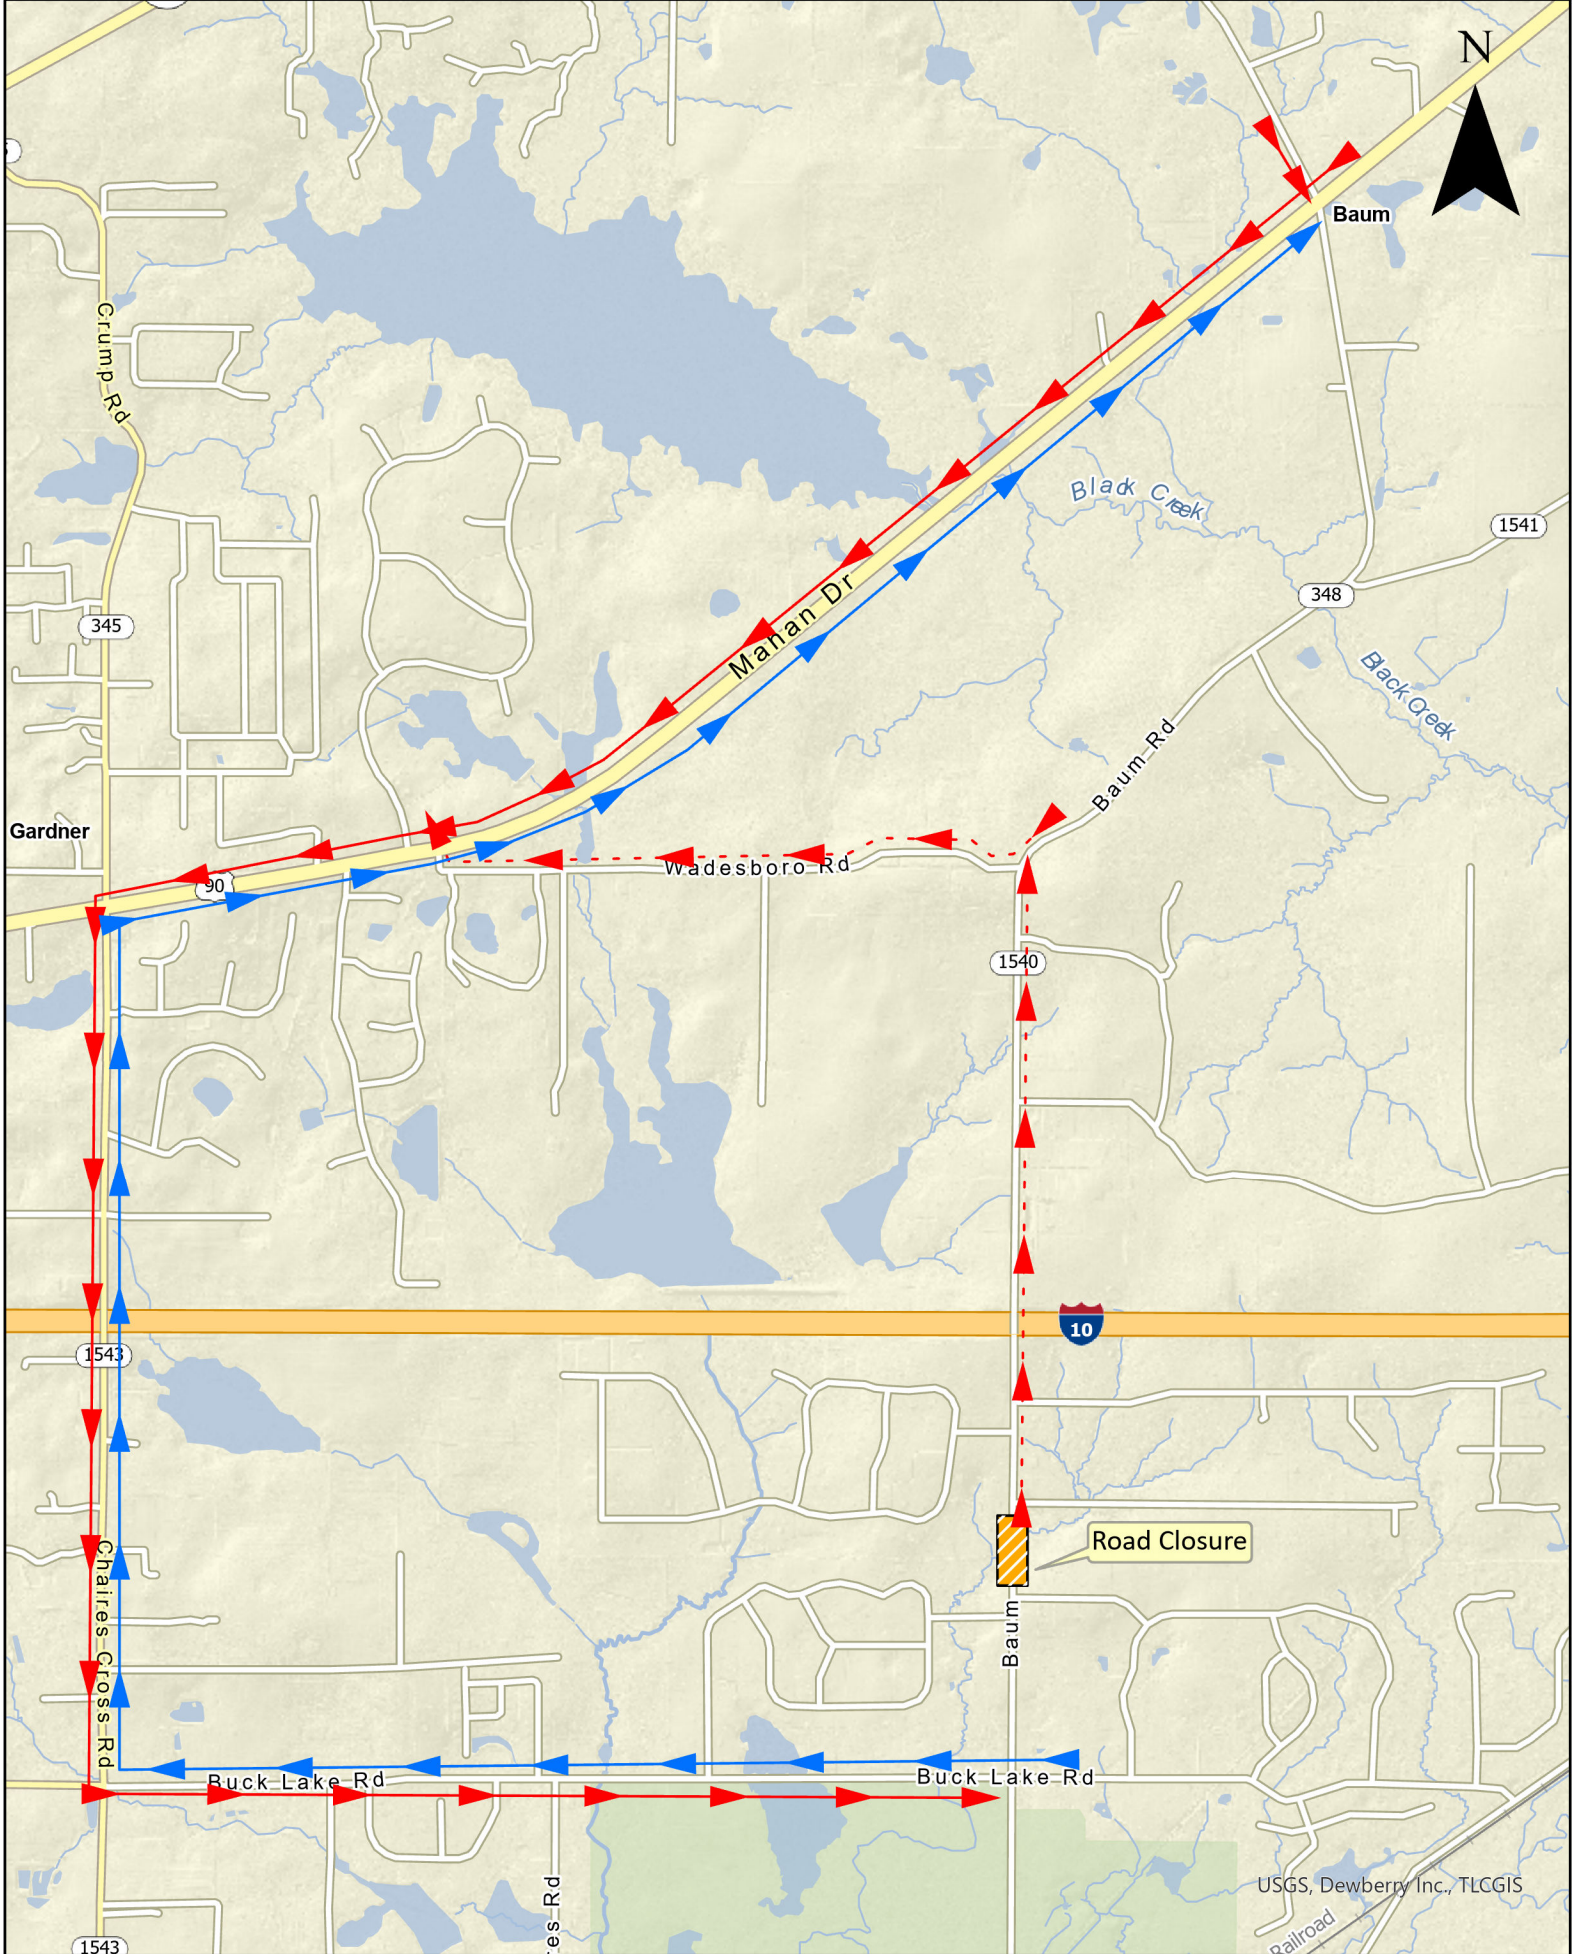 N
Baum
Crump Rd
Black Creek
1541
348
345
Mahan Dr
Black Creek
Baum Rd
Gardner
90
Wadesboro Rd
1540
10
1543
Road Closure
Chaires Cross Rd
Baum
Buck Lake Rd
Buck Lake Rd
es Rd
USGS, Dewberry Inc., TLCGIS
Railroad
1543